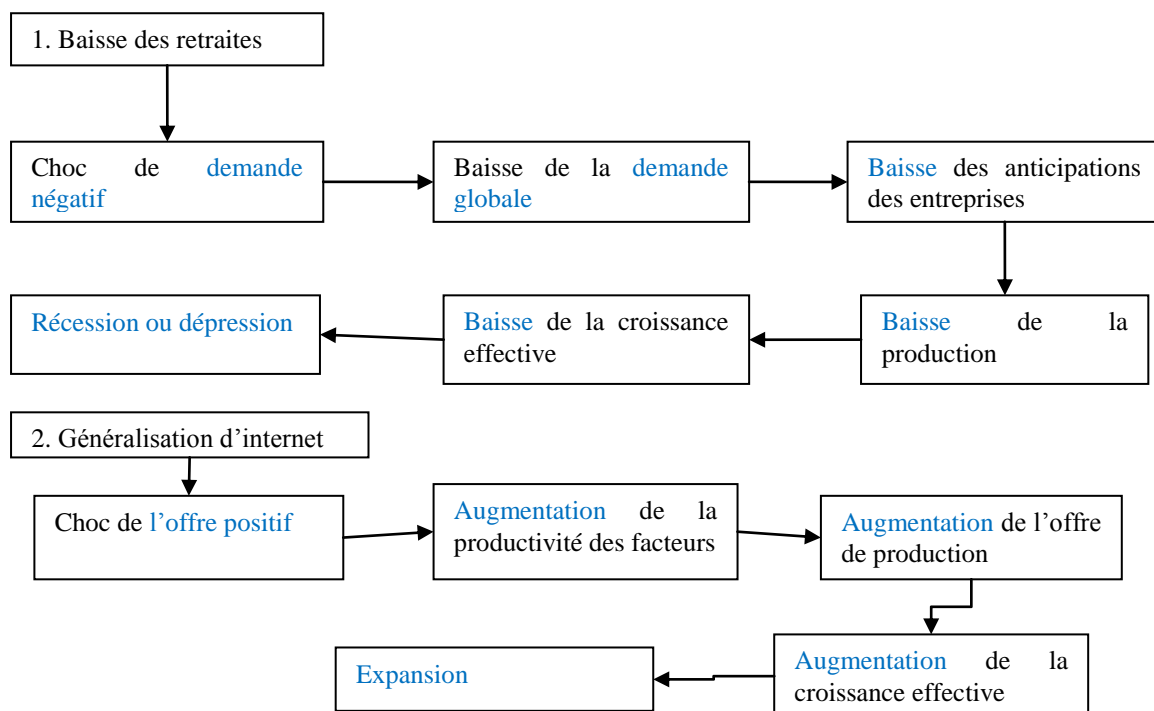 1. Baisse des retraites
Choc de demande
négatif
Baisse de la demande
globale
Baisse des anticipations
des entreprises
Baisse de la
production
Baisse de la croissance
effective
Récession ou dépression
2. Généralisation d’internet
Choc de l’offre positif
Augmentation de la
productivité des facteurs
Augmentation de l’offre
de production
Augmentation de la
croissance effective
Expansion